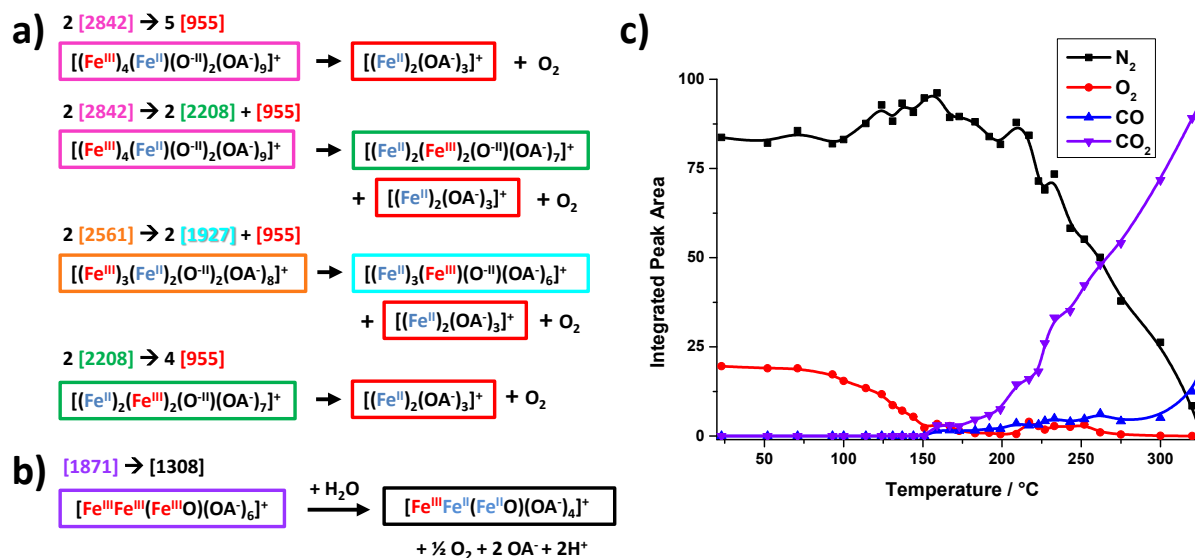 a)
2 [2842] → 5 [955]
[(Feᴵᴵᴵ)₄(Feᴵᴵ)(O⁻ᴵᴵ)₂(OA⁻)₉]⁺ → [(Feᴵᴵ)₂(OA⁻)₃]⁺ + O₂
2 [2842] → 2 [2208] + [955]
[(Feᴵᴵᴵ)₄(Feᴵᴵ)(O⁻ᴵᴵ)₂(OA⁻)₉]⁺ → [(Feᴵᴵ)₂(Feᴵᴵᴵ)₂(O⁻ᴵᴵ)(OA⁻)₇]⁺
+ [(Feᴵᴵ)₂(OA⁻)₃]⁺ + O₂
2 [2561] → 2 [1927] + [955]
[(Feᴵᴵᴵ)₃(Feᴵᴵ)₂(O⁻ᴵᴵ)₂(OA⁻)₈]⁺ → [(Feᴵᴵ)₃(Feᴵᴵᴵ)(O⁻ᴵᴵ)(OA⁻)₆]⁺
+ [(Feᴵᴵ)₂(OA⁻)₃]⁺ + O₂
2 [2208] → 4 [955]
[(Feᴵᴵ)₂(Feᴵᴵᴵ)₂(O⁻ᴵᴵ)(OA⁻)₇]⁺ → [(Feᴵᴵ)₂(OA⁻)₃]⁺ + O₂
b)
[1871] → [1308]
+ H₂O
[FeᴵᴵᴵFeᴵᴵᴵ(FeᴵᴵᴵO)(OA⁻)₆]⁺ → [FeᴵᴵᴵFeᴵᴵ(FeᴵᴵO)(OA⁻)₄]⁺
+ ½ O₂ + 2 OA⁻ + 2H⁺
c)
N₂
O₂
CO
CO₂
100
75
50
25
0
Integrated Peak Area
50 100 150 200 250 300
Temperature / °C